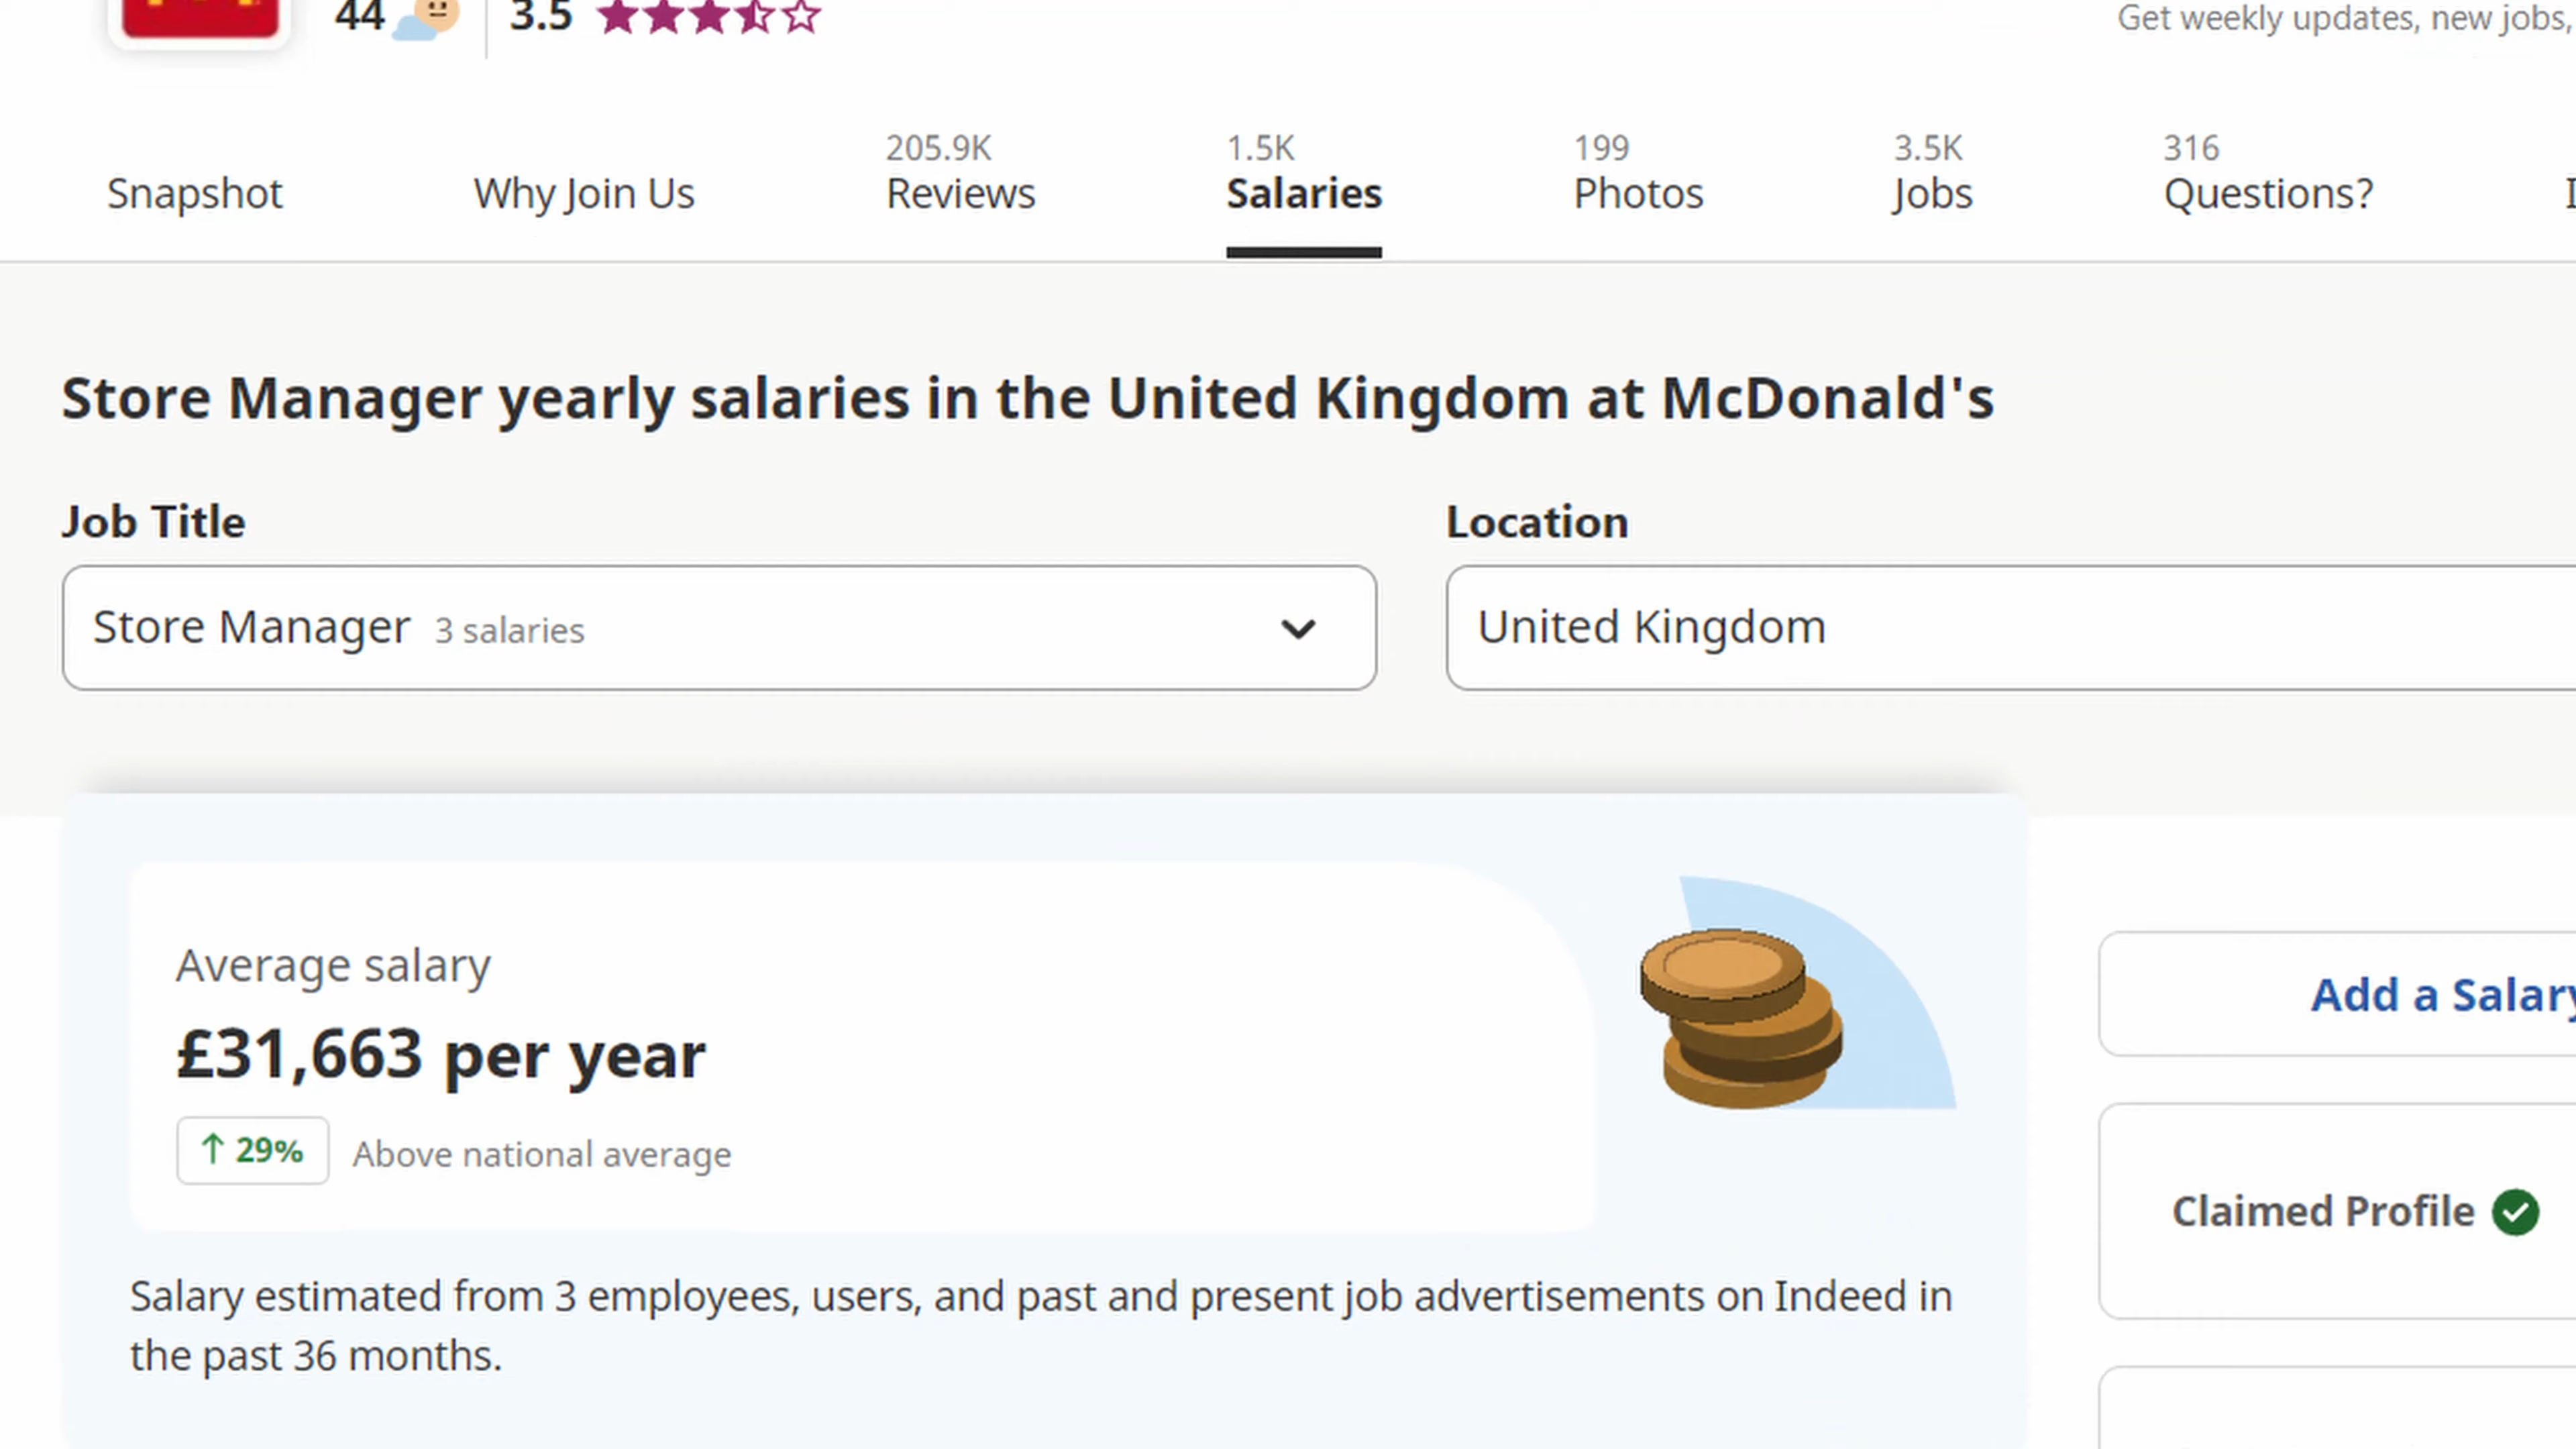 44 3.5
Get weekly updates, new jobs,
205.9K 1.5K 199 3.5K 316
Snapshot Why Join Us Reviews Salaries Photos Jobs Questions?
Store Manager yearly salaries in the United Kingdom at McDonald's
Job Title Location
Store Manager 3 salaries United Kingdom
Average salary
£31,663 per year
Add a Salary
↑ 29% Above national average
Claimed Profile
Salary estimated from 3 employees, users, and past and present job advertisements on Indeed in
the past 36 months.